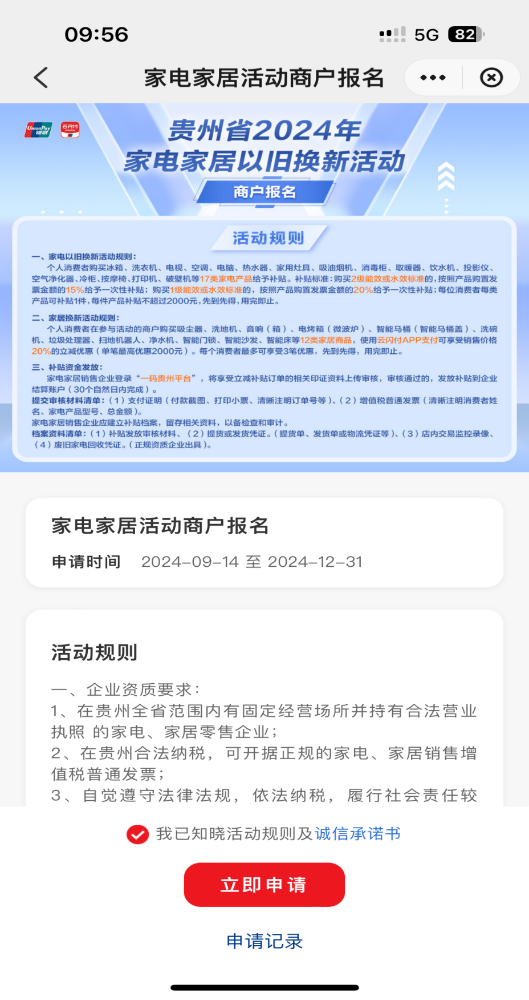 09:56
5G 82
家电家居活动商户报名
UnionPay 银联
云闪付
贵州省2024年
家电家居以旧换新活动
商户报名
活动规则
一、家电以旧换新活动规则：
个人消费者购买冰箱、洗衣机、电视、空调、电脑、热水器、家用灶具、吸油烟机、消毒柜、取暖器、饮水机、投影仪、
空气净化器、冷柜、按摩椅、打印机、破壁机等17类家电产品给予补贴。补贴标准：购买2级能效或水效标准的，按照产品购置发
票金额的15%给予一次性补贴；购买1级能效或水效标准的，按照产品购置发票金额的20%给予一次性补贴；每位消费者每类
产品可补贴1件，每件产品补贴不超过2000元，先到先得，用完即止。
二、家居换新活动规则：
个人消费者在参与活动的商户购买吸尘器、洗地机、音响（箱）、电烤箱（微波炉）、智能马桶（智能马桶盖）、洗碗
机、垃圾处理器、扫地机器人、净水机、智能门锁、智能沙发、智能床等12类家居商品，使用云闪付APP支付可享受销售价格
20%的立减优惠（单笔最高优惠2000元）。每个消费者最多可享受3笔优惠，先到先得，用完即止。
三、补贴资金发放：
家电家居销售企业登录“一码贵州平台”，将享受立减补贴订单的相关印证资料上传审核，审核通过的，发放补贴到企业
结算账户（30个自然日内完成）。
提交审核材料清单：（1）支付证明（付款截图、打印小票、清晰注明订单号等）、（2）增值税普通发票（清晰注明消费者姓
名、家电产品型号、总金额）。
家电家居销售企业应建立补贴档案，留存相关资料，以备检查和审计。
档案资料清单：（1）补贴发放审核材料、（2）提货或发货凭证。（提货单、发货单或物流凭证等）、（3）店内交易监控录像、
（4）废旧家电回收凭证。（正规资质企业出具）。
家电家居活动商户报名
申请时间 2024-09-14 至 2024-12-31
活动规则
一、企业资质要求：
1、在贵州全省范围内有固定经营场所并持有合法营业
执照 的家电、家居零售企业；
2、在贵州合法纳税，可开据正规的家电、家居销售增
值税普通发票；
3、自觉遵守法律法规，依法纳税，履行社会责任较
我已知晓活动规则及诚信承诺书
立即申请
申请记录